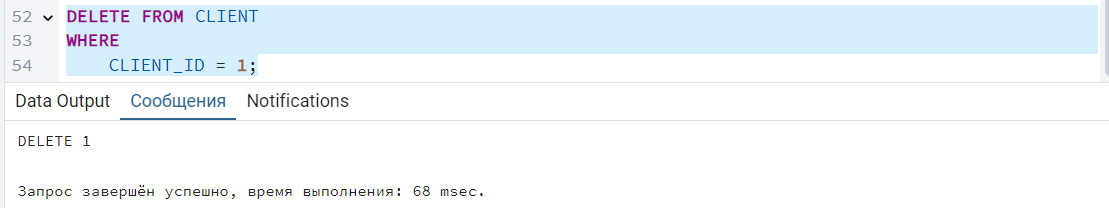 52 DELETE FROM CLIENT
53 WHERE
54 CLIENT_ID = 1;
Data Output Сообщения Notifications
DELETE 1
Запрос завершён успешно, время выполнения: 68 msec.